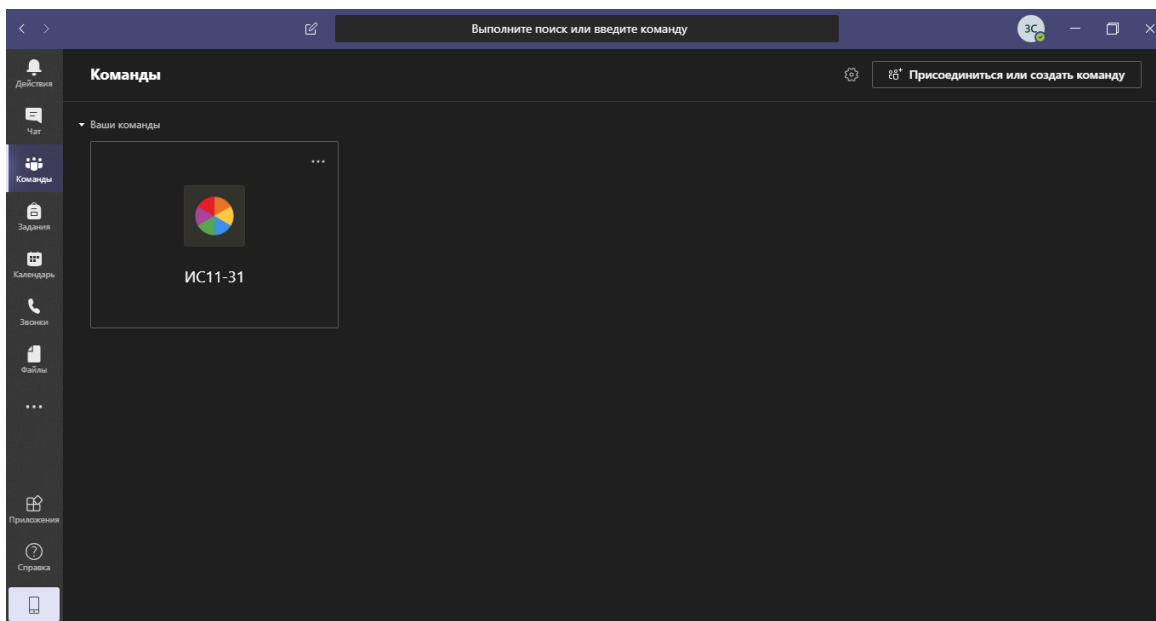 Выполните поиск или введите команду
ЗС
Действия
Чат
Команды
Задания
Календарь
Звонки
Файлы
Приложения
Справка
Команды
Присоединиться или создать команду
Ваши команды
ИС11-31